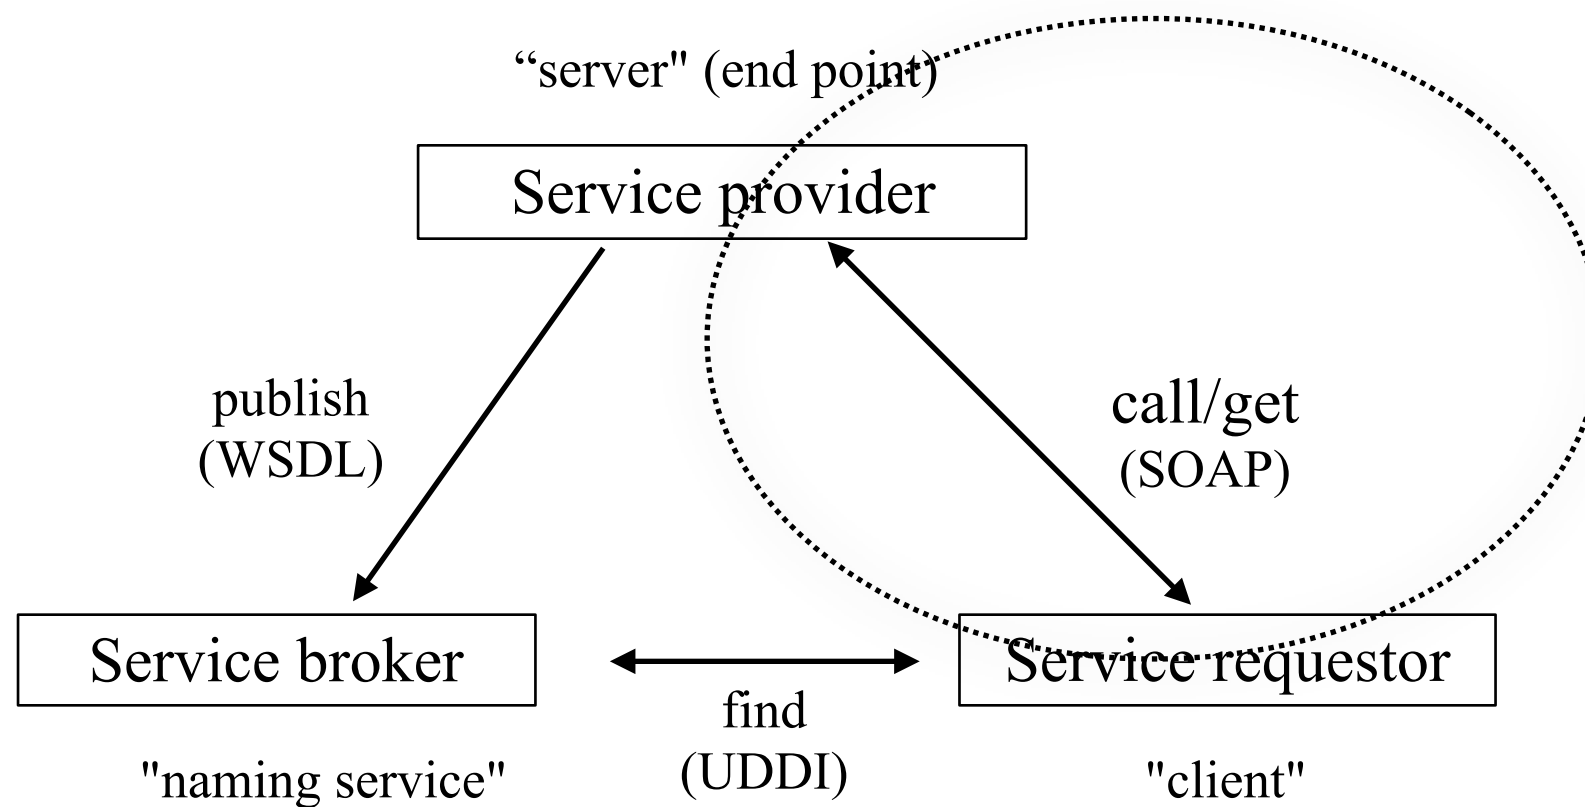 “server" (end point)
Service provider
publish
(WSDL)
call/get
(SOAP)
Service broker
Service requestor
find
(UDDI)
"naming service"
"client"